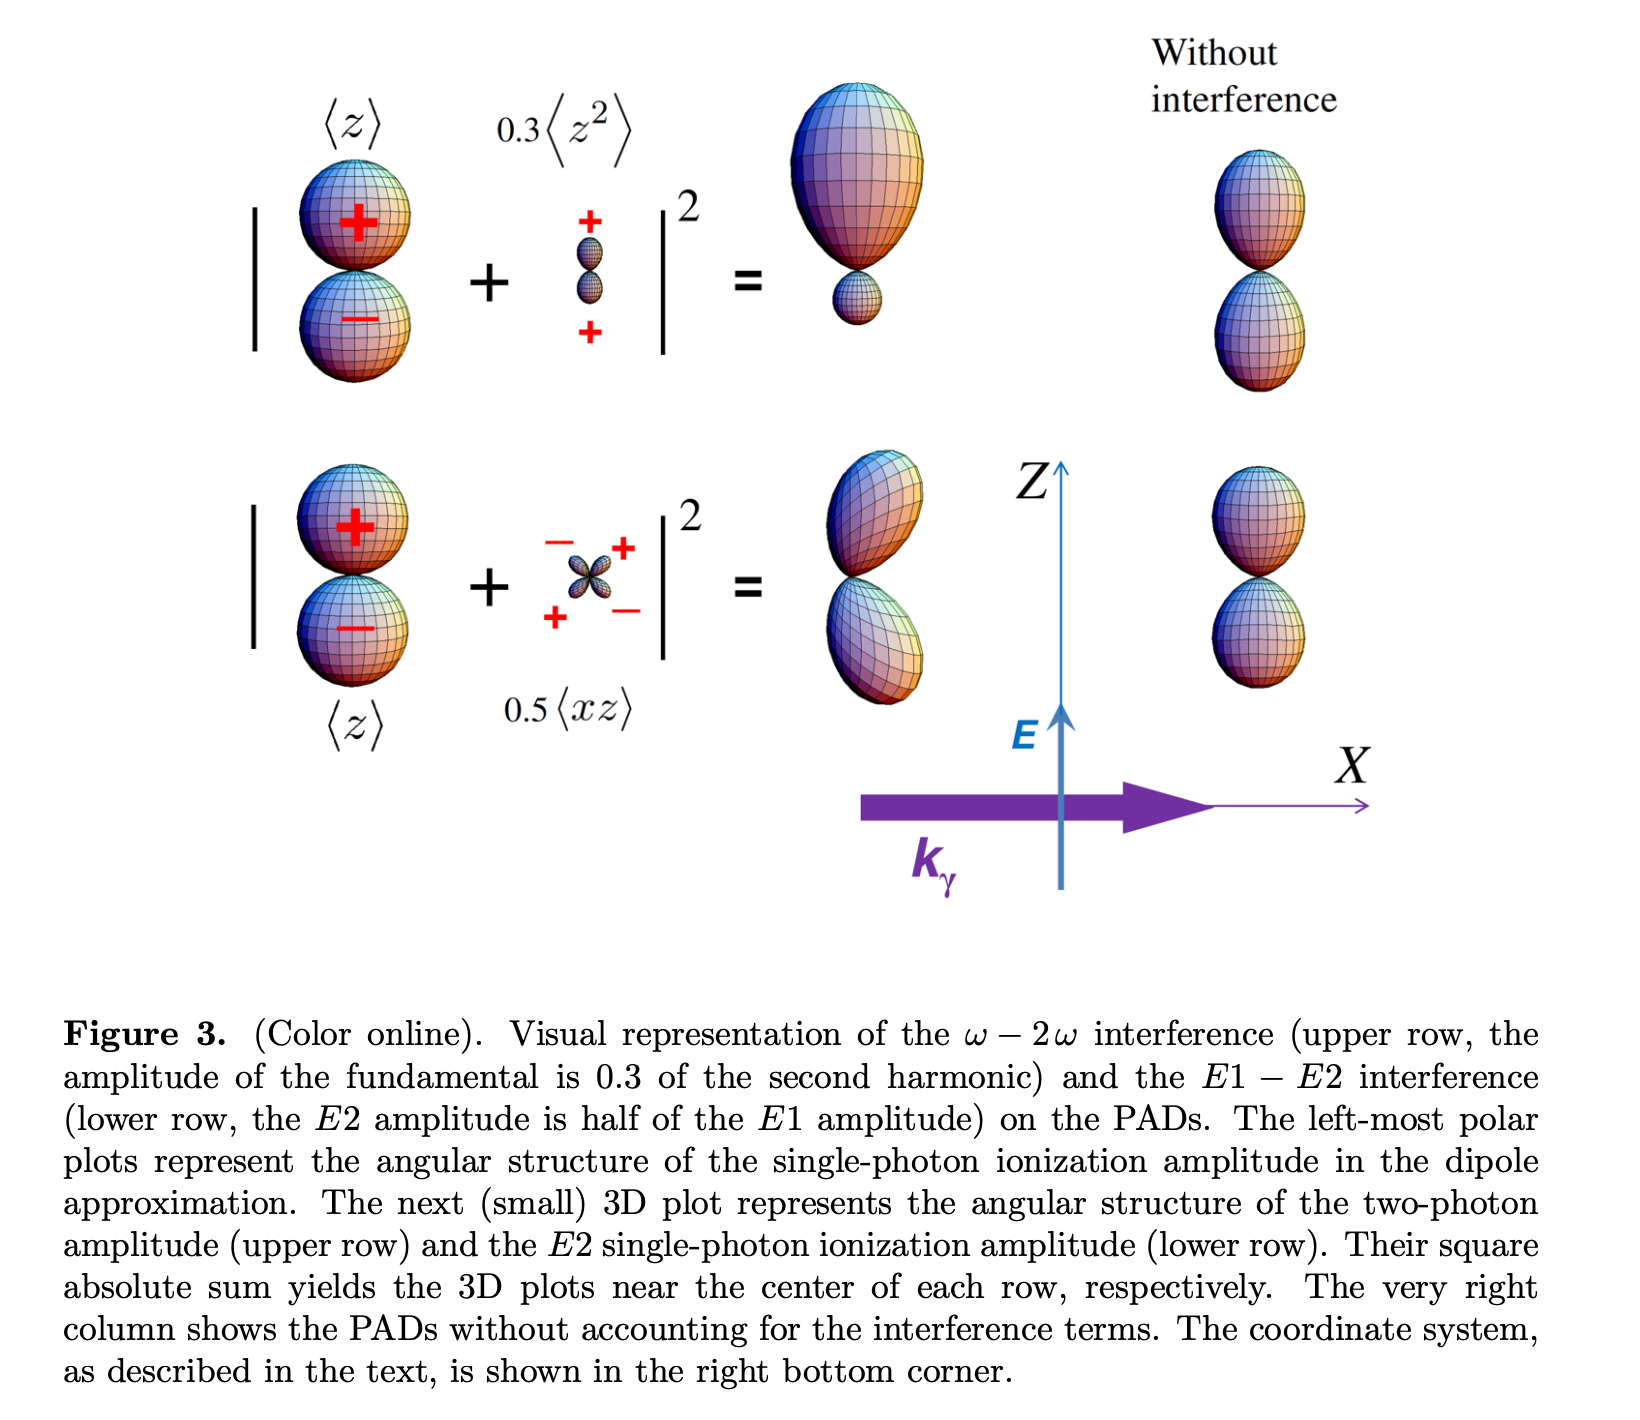 Without
interference
⟨z⟩
0.3⟨z²⟩
| + + |² =
−
+
⟨z⟩
| + − + |² =
− + −
0.5⟨xz⟩
Z
E
X
kγ
Figure 3. (Color online). Visual representation of the ω − 2ω interference (upper row, the
amplitude of the fundamental is 0.3 of the second harmonic) and the E1 − E2 interference
(lower row, the E2 amplitude is half of the E1 amplitude) on the PADs. The left-most polar
plots represent the angular structure of the single-photon ionization amplitude in the dipole
approximation. The next (small) 3D plot represents the angular structure of the two-photon
amplitude (upper row) and the E2 single-photon ionization amplitude (lower row). Their square
absolute sum yields the 3D plots near the center of each row, respectively. The very right
column shows the PADs without accounting for the interference terms. The coordinate system,
as described in the text, is shown in the right bottom corner.